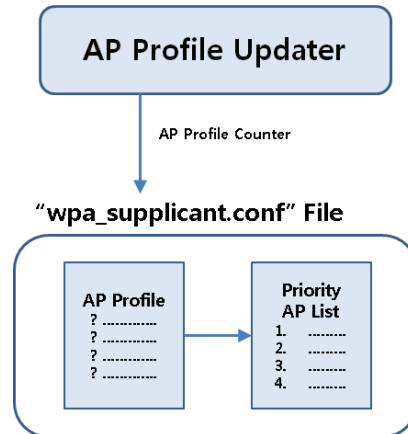 AP Profile Updater
AP Profile Counter
“wpa_supplicant.conf” File
AP Profile
? .............
? .............
? .............
? .............
Priority
AP List
1. .........
2. .........
3. .........
4. .........